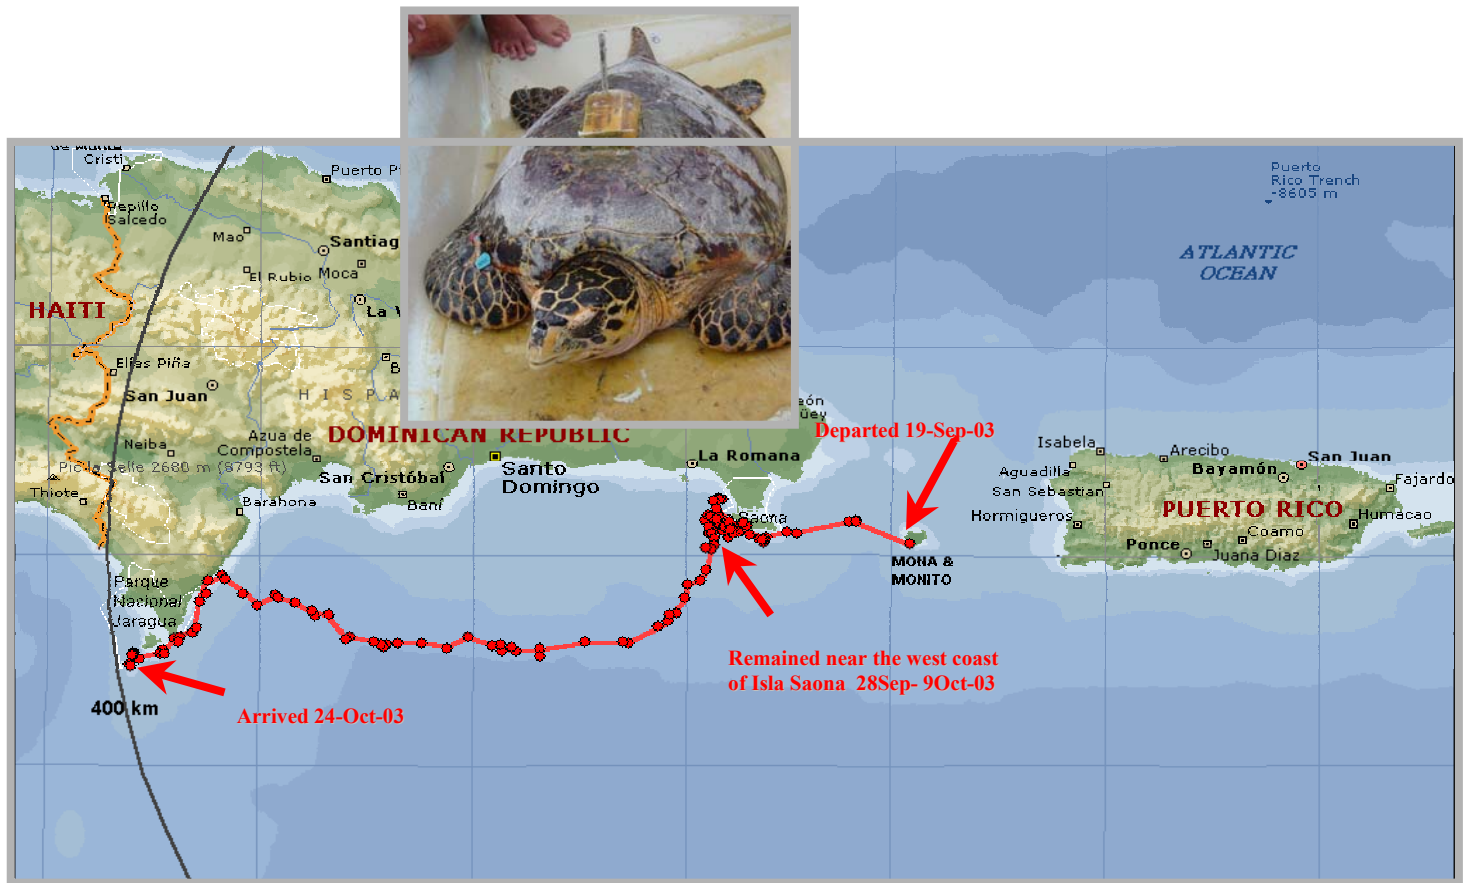 Cristi
Pepillo
Salcedo
Mao
Santiag
El Rubio
Moca
La V
HAITI
Elías Piña
San Juan
B
HISPA
DOMINICAN REPUBLIC
Neiba
Azua de
Compostela
San Cristóbal
Baní
Santo
Domingo
Thiote
Barahona
Parque
Nacional
Jaragua
400 km
Arrived 24-Oct-03
La Romana
Saona
Departed 19-Sep-03
MONA &
MONITO
Remained near the west coast
of Isla Saona 28Sep- 9Oct-03
Puerto
Rico Trench
-8605 m
ATLANTIC
OCEAN
Isabela
Aguadilla
San Sebastian
Hormigueros
Arecibo
Bayamón
San Juan
Fajardo
PUERTO RICO
Humacao
Coamo
Ponce
Juana Diaz